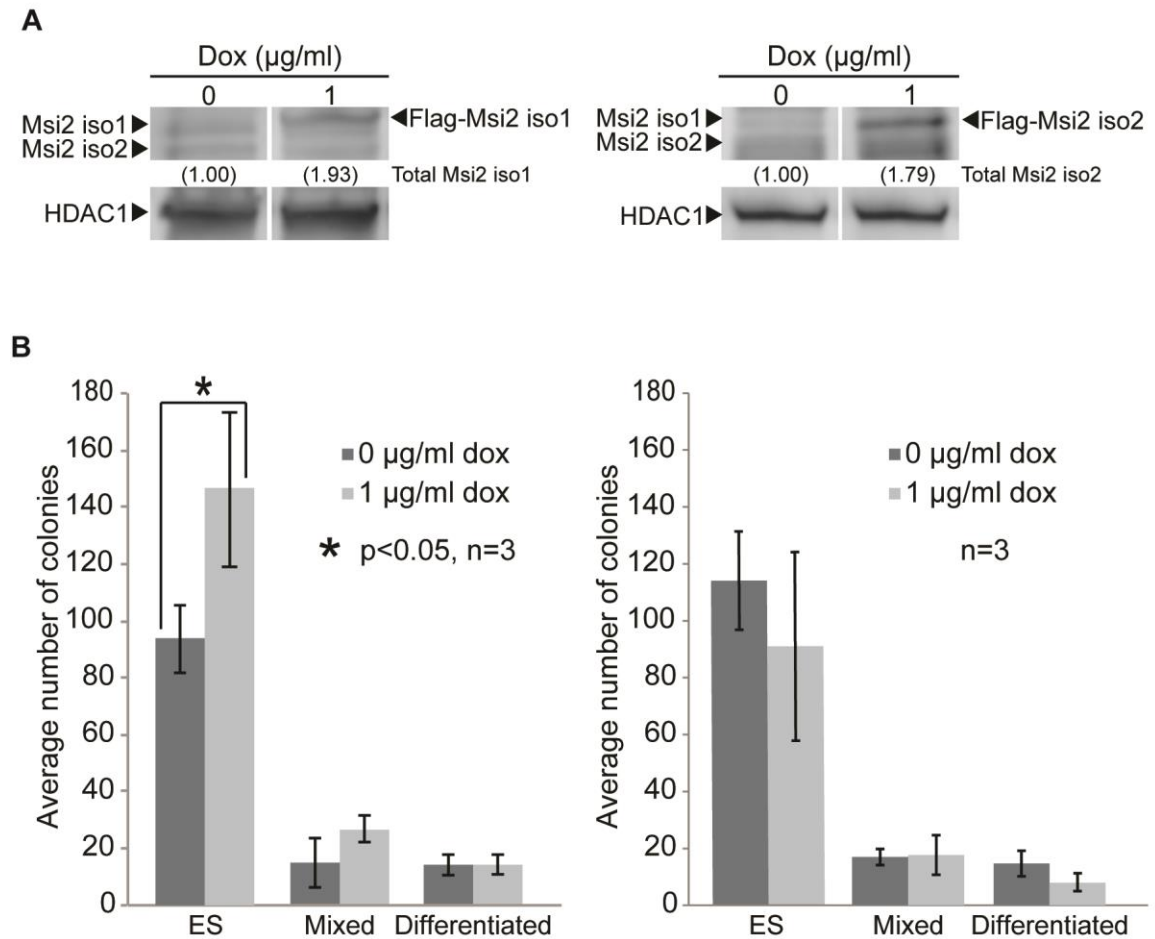 A
Dox (µg/ml)
0 1
Msi2 iso1
Msi2 iso2
Flag-Msi2 iso1
(1.00) (1.93) Total Msi2 iso1
HDAC1
Dox (µg/ml)
0 1
Msi2 iso1
Msi2 iso2
Flag-Msi2 iso2
(1.00) (1.79) Total Msi2 iso2
HDAC1
B
Average number of colonies
180
160
140
120
100
80
60
40
20
0
*
0 µg/ml dox
1 µg/ml dox
* p<0.05, n=3
ES Mixed Differentiated
Average number of colonies
180
160
140
120
100
80
60
40
20
0
0 µg/ml dox
1 µg/ml dox
n=3
ES Mixed Differentiated